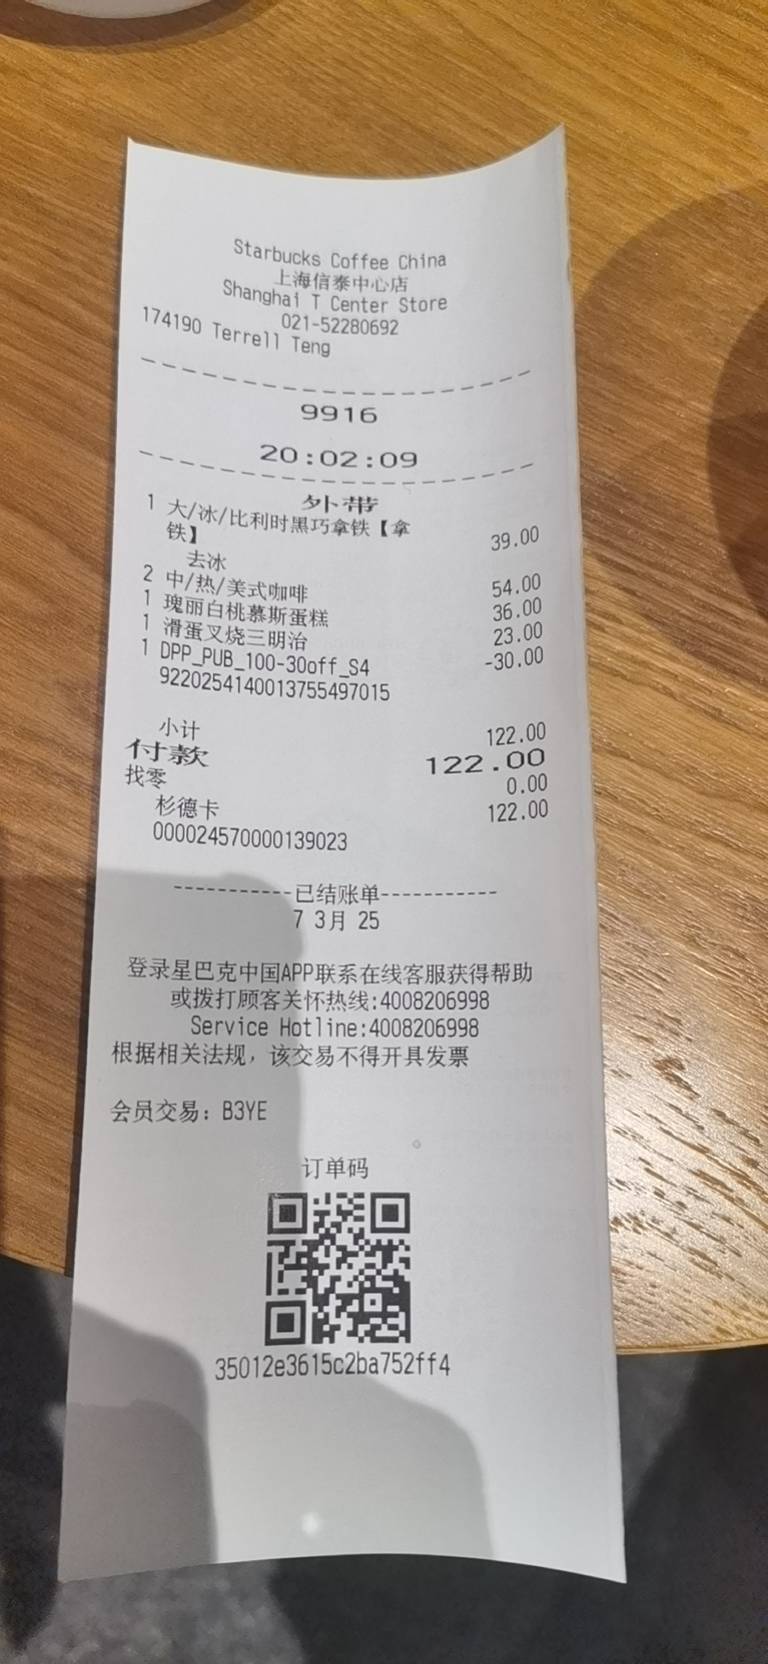 Starbucks Coffee China
上海信泰中心店
Shanghai T Center Store
021-52280692
174190 Terrell Teng
9916
20:02:09
外带
1 大/冰/比利时黑巧拿铁【拿铁】 39.00
去冰
2 中/热/美式咖啡 54.00
1 瑰丽白桃慕斯蛋糕 36.00
1 滑蛋叉烧三明治 23.00
1 DPP_PUB_100-30off_S4 -30.00
9220254140013755497015
小计 122.00
付款 122.00
找零 0.00
杉德卡 122.00
0000245700000139023
-----------已结账单-----------
7 3月 25
登录星巴克中国APP联系在线客服获得帮助
或拨打顾客关怀热线:4008206998
Service Hotline:4008206998
根据相关法规，该交易不得开具发票
会员交易：B3YE
订单码
35012e3615c2ba752ff4